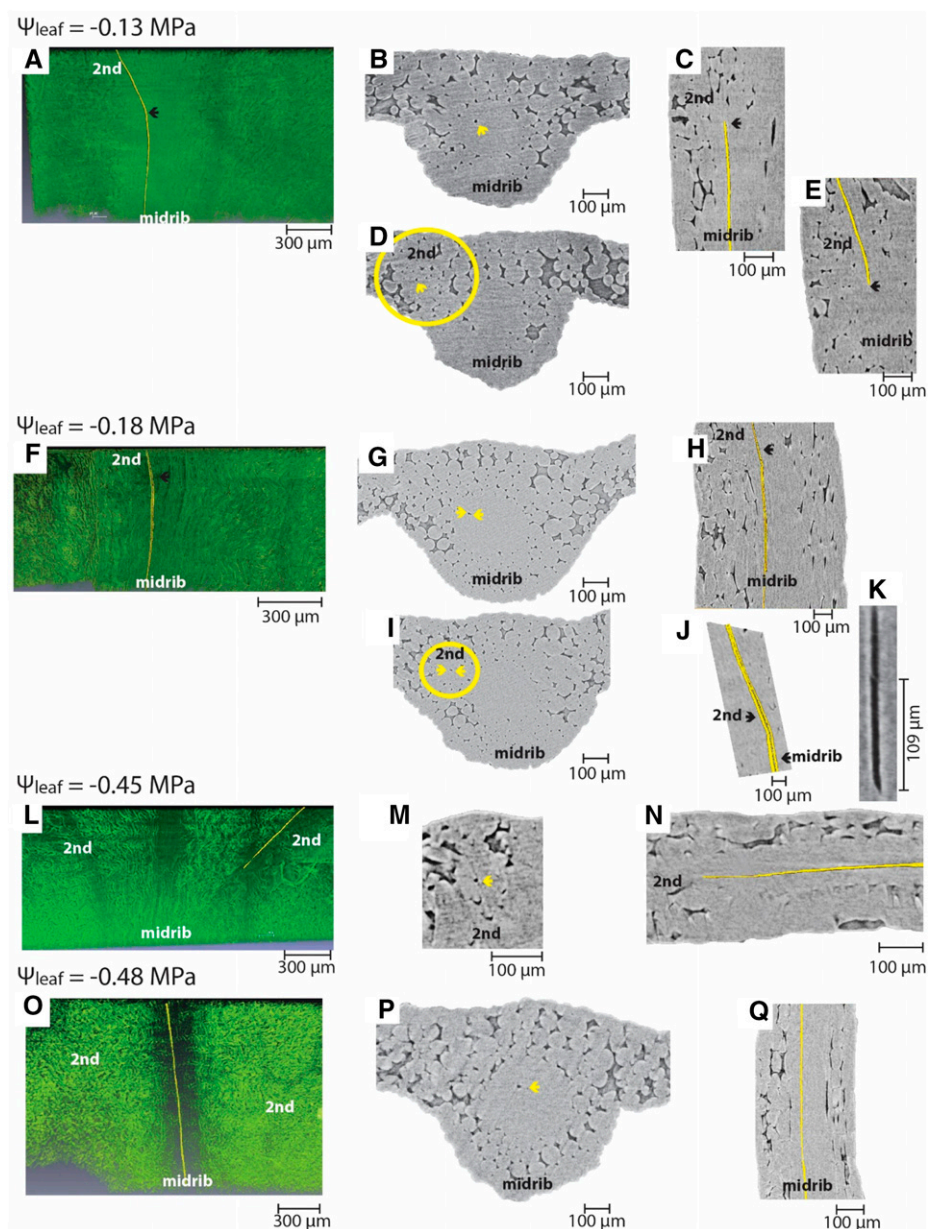 Ψleaf = -0.13 MPa
A
2nd
midrib
300 µm
B
midrib
100 µm
C
2nd
midrib
100 µm
D
2nd
midrib
100 µm
E
2nd
midrib
100 µm
Ψleaf = -0.18 MPa
F
2nd
midrib
300 µm
G
midrib
100 µm
H
2nd
midrib
100 µm
I
2nd
midrib
100 µm
J
2nd
midrib
100 µm
K
109 µm
Ψleaf = -0.45 MPa
L
2nd
2nd
midrib
300 µm
M
2nd
100 µm
N
2nd
100 µm
Ψleaf = -0.48 MPa
O
2nd
2nd
midrib
300 µm
P
midrib
100 µm
Q
midrib
100 µm